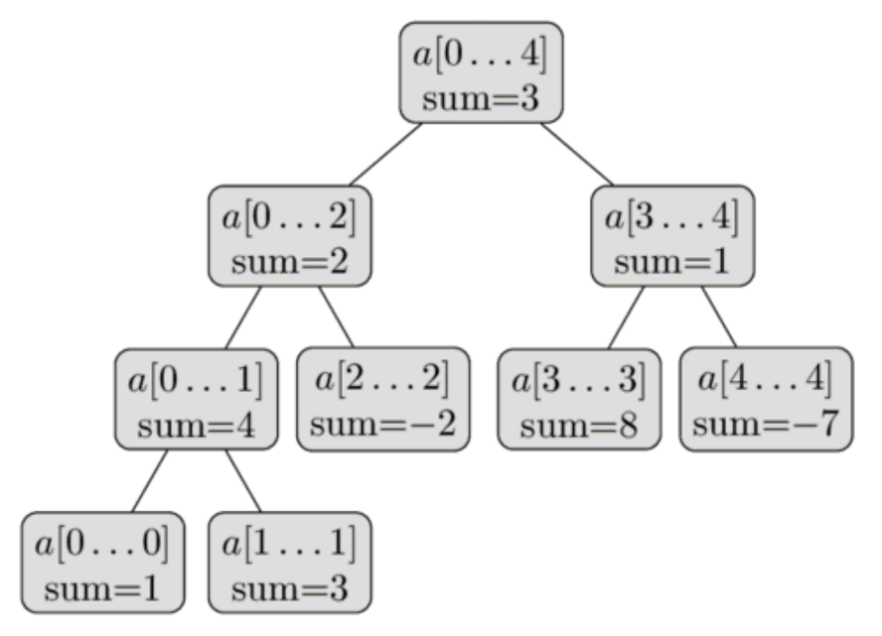 a[0...4]
sum=3
a[0...2]
sum=2
a[3...4]
sum=1
a[0...1]
sum=4
a[2...2]
sum=−2
a[3...3]
sum=8
a[4...4]
sum=−7
a[0...0]
sum=1
a[1...1]
sum=3